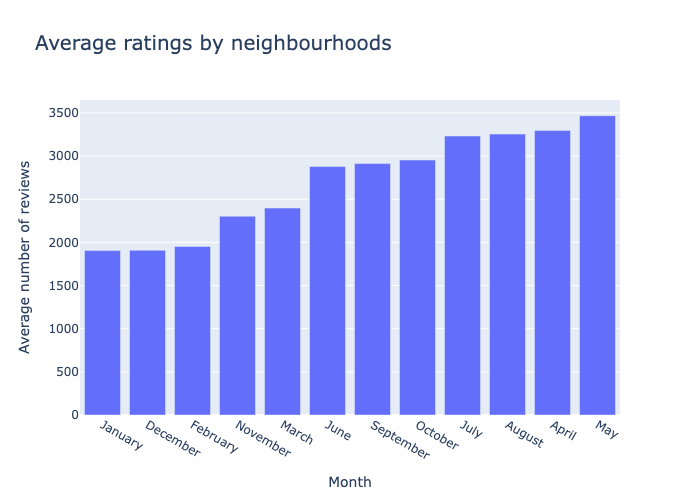 Average ratings by neighbourhoods
Average number of reviews
3500
3000
2500
2000
1500
1000
500
0
January
December
February
November
March
June
September
October
July
August
April
May
Month